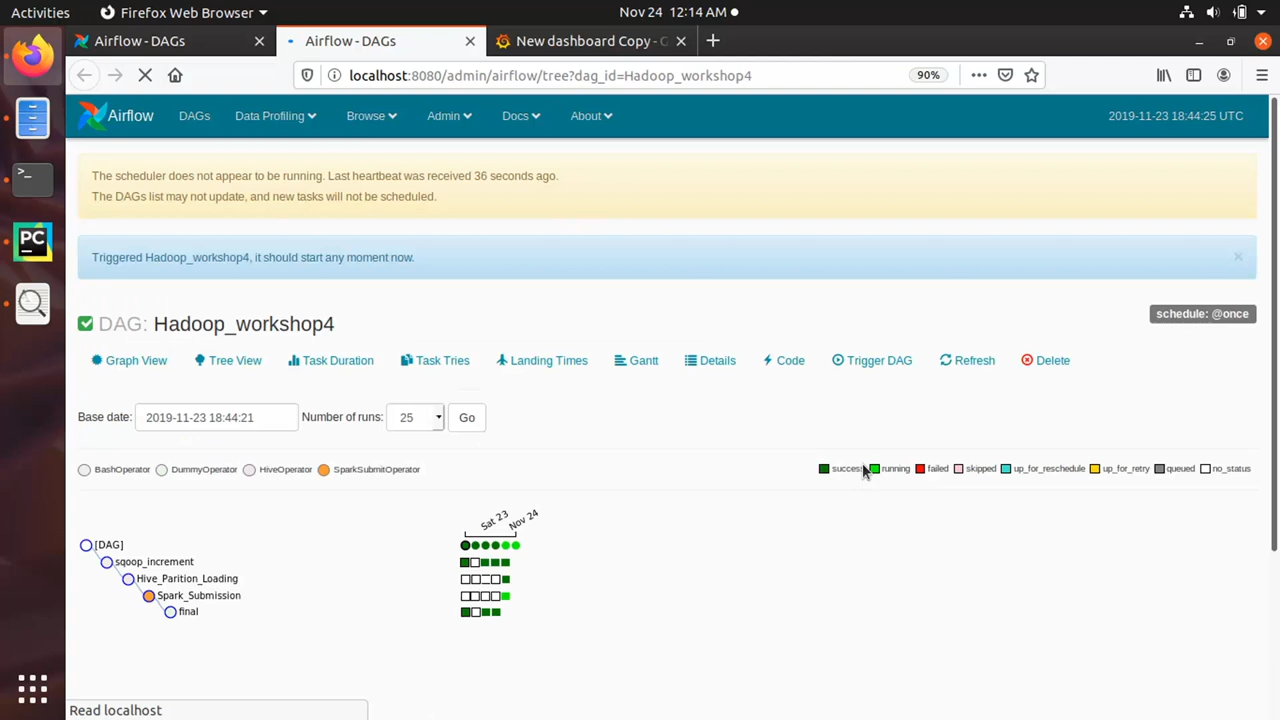 Activities Firefox Web Browser Nov 24 12:14 AM
Airflow - DAGs Airflow - DAGs New dashboard Copy - G
localhost:8080/admin/airflow/tree?dag_id=Hadoop_workshop4 90%
Airflow DAGs Data Profiling Browse Admin Docs About 2019-11-23 18:44:25 UTC
The scheduler does not appear to be running. Last heartbeat was received 36 seconds ago.
The DAGs list may not update, and new tasks will not be scheduled.
Triggered Hadoop_workshop4, it should start any moment now. ×
schedule: @once
DAG: Hadoop_workshop4
Graph View Tree View Task Duration Task Tries Landing Times Gantt Details Code Trigger DAG Refresh Delete
Base date: 2019-11-23 18:44:21 Number of runs: 25 Go
BashOperator DummyOperator HiveOperator SparkSubmitOperator success running failed skipped up_for_reschedule up_for_retry queued no_status
Sat 23 Nov 24
[DAG]
sqoop_increment
Hive_Parition_Loading
Spark_Submission
final
PC
Read localhost